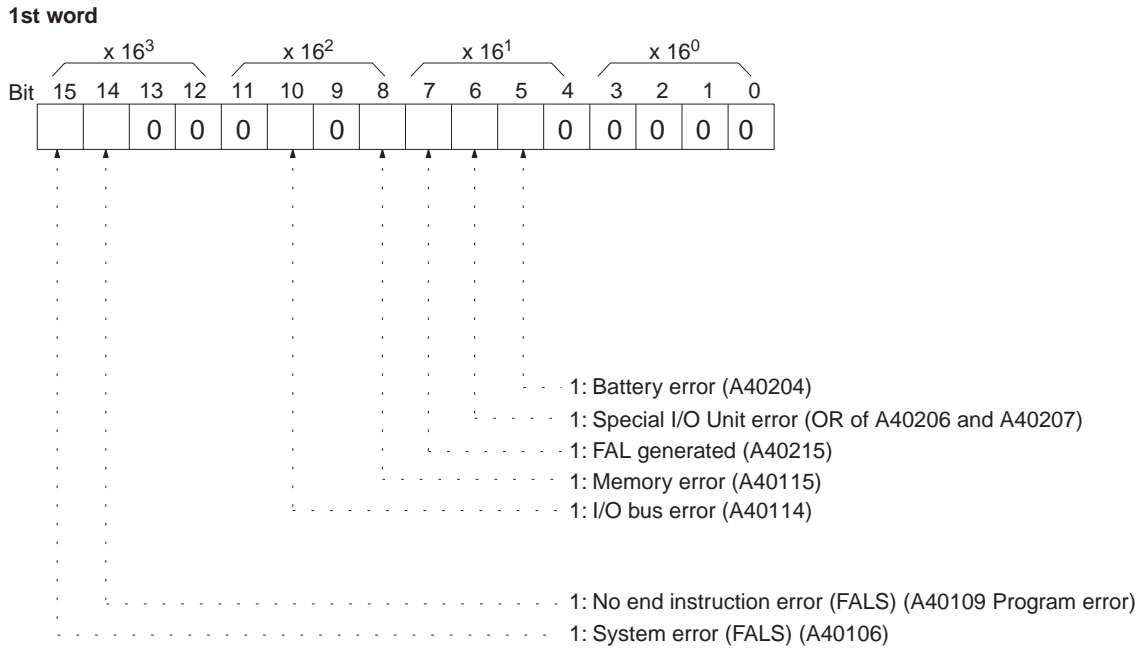 1st word
x 16³ x 16² x 16¹ x 16⁰
Bit 15 14 13 12 11 10 9 8 7 6 5 4 3 2 1 0
0 0 0 0 0 0 0 0 0
1: Battery error (A40204)
1: Special I/O Unit error (OR of A40206 and A40207)
1: FAL generated (A40215)
1: Memory error (A40115)
1: I/O bus error (A40114)
1: No end instruction error (FALS) (A40109 Program error)
1: System error (FALS) (A40106)